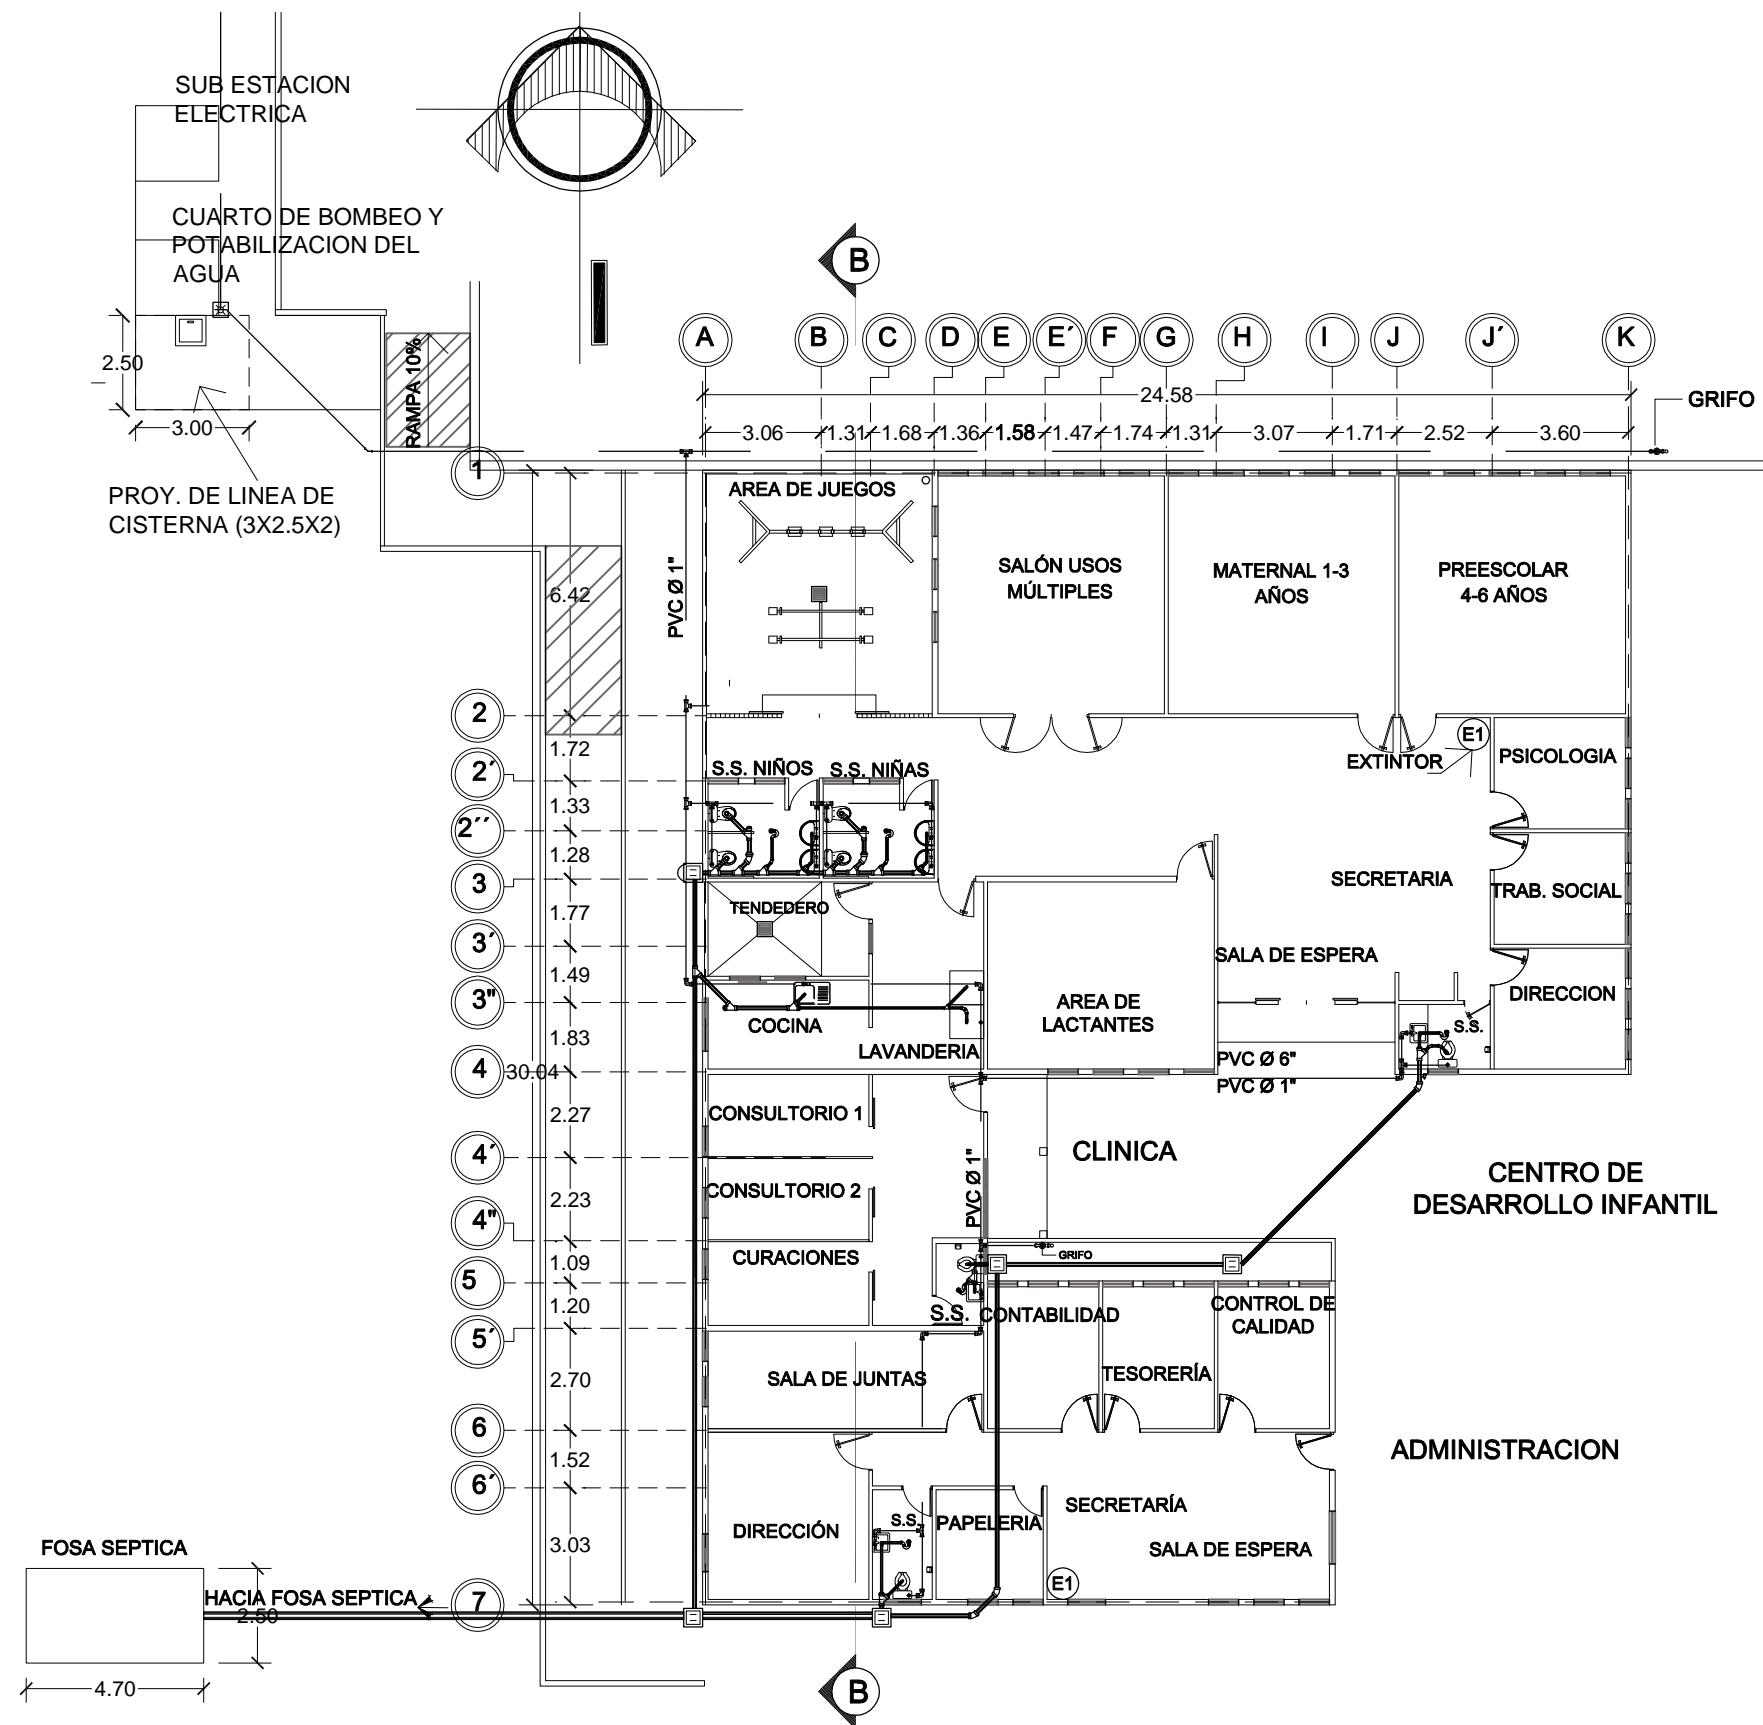 SUB ESTACION
ELECTRICA
CUARTO DE BOMBEO Y
POTABILIZACION DEL
AGUA
2.50
3.00
RAMPA 10%
PROY. DE LINEA DE
CISTERNA (3X2.5X2)
B
A B C D E E´ F G H I J J´ K
24.58
GRIFO
3.06 1.31 1.68 1.36 1.58 1.47 1.74 1.31 3.07 1.71 2.52 3.60
1
AREA DE JUEGOS
SALÓN USOS
MÚLTIPLES
MATERNAL 1-3
AÑOS
PREESCOLAR
4-6 AÑOS
6.42
PVC Ø 1"
2
1.72
E1
EXTINTOR
PSICOLOGIA
2´
S.S. NIÑOS
S.S. NIÑAS
1.33
2´´
1.28
3
SECRETARIA
TRAB. SOCIAL
1.77
TENDEDERO
3´
SALA DE ESPERA
1.49
3"
AREA DE
LACTANTES
DIRECCION
COCINA
S.S.
1.83
LAVANDERIA
4
30.04
PVC Ø 6"
PVC Ø 1"
2.27
CONSULTORIO 1
4´
CLINICA
PVC Ø 1"
CENTRO DE
DESARROLLO INFANTIL
2.23
CONSULTORIO 2
4"
1.09
CURACIONES
GRIFO
5
1.20
S.S.
CONTABILIDAD
CONTROL DE
CALIDAD
5´
2.70
SALA DE JUNTAS
TESORERÍA
6
ADMINISTRACION
1.52
6´
SECRETARÍA
3.03
DIRECCIÓN
S.S.
PAPELERIA
SALA DE ESPERA
E1
FOSA SEPTICA
HACIA FOSA SEPTICA
2.50
7
4.70
B